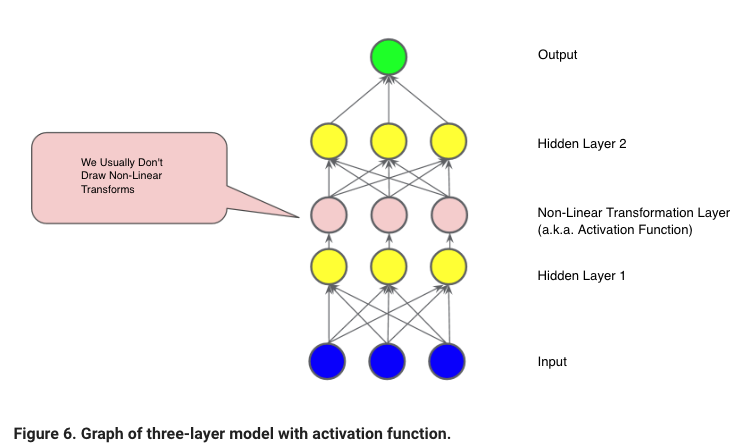 Output
We Usually Don't
Draw Non-Linear
Transforms
Hidden Layer 2
Non-Linear Transformation Layer
(a.k.a. Activation Function)
Hidden Layer 1
Input
Figure 6. Graph of three-layer model with activation function.